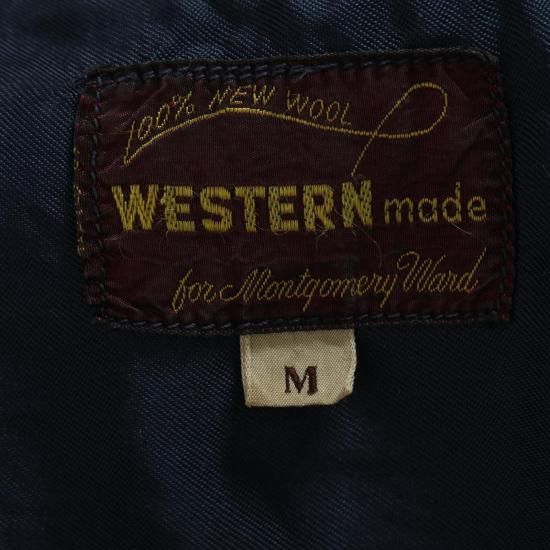 100% NEW WOOL
WESTERN made
for Montgomery Ward
M